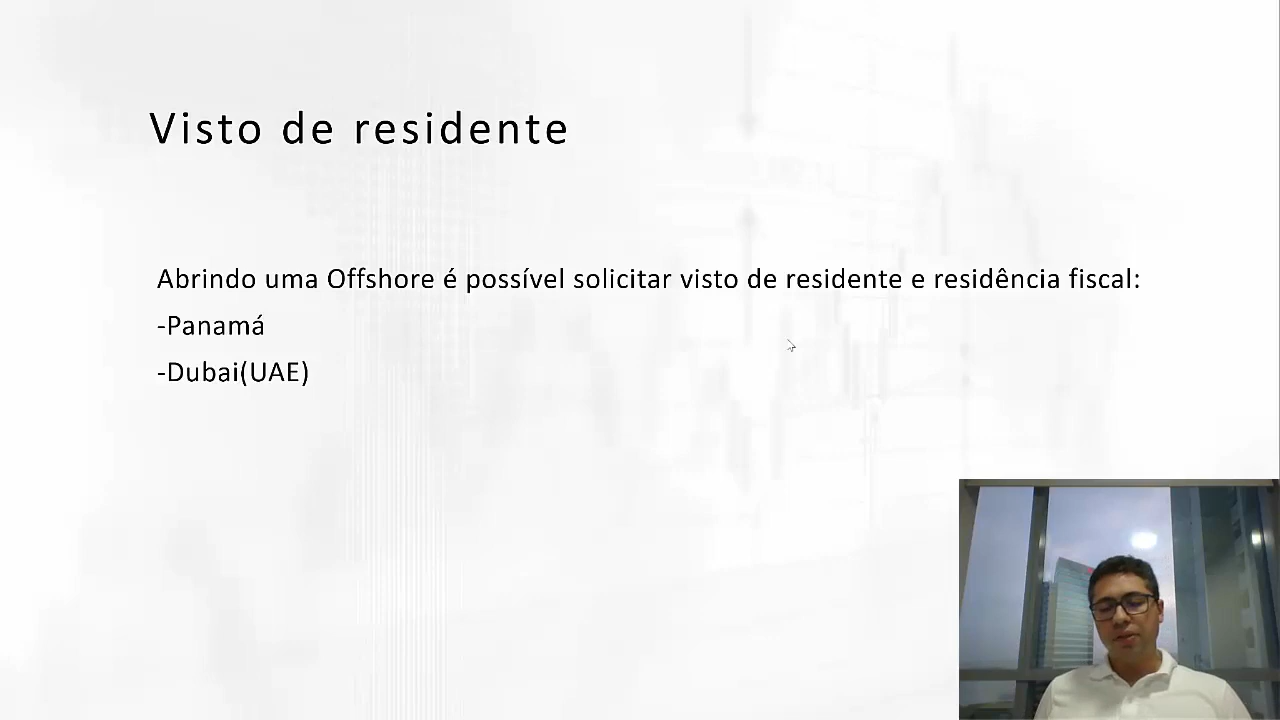 Visto de residente
Abrindo uma Offshore é possível solicitar visto de residente e residência fiscal:
-Panamá
-Dubai(UAE)